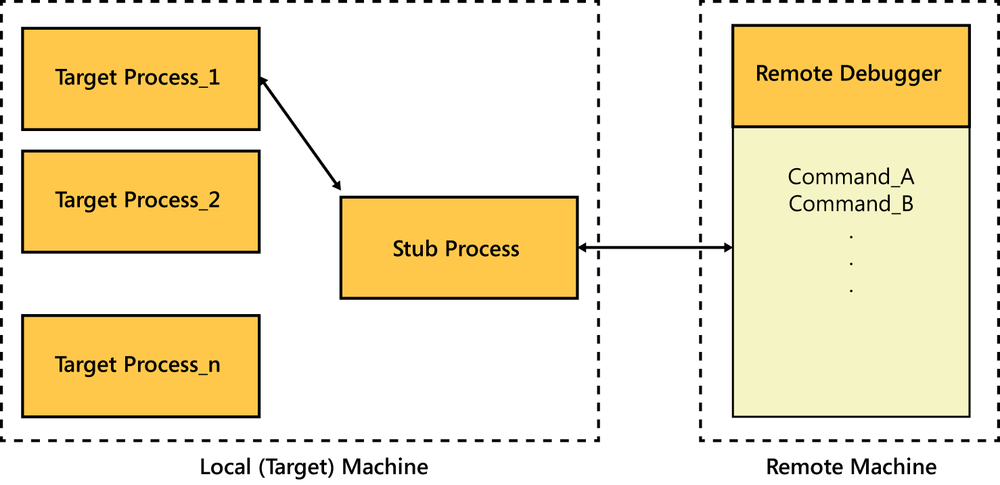 Target Process_1
Target Process_2
Target Process_n
Stub Process
Local (Target) Machine
Remote Debugger
Command_A
Command_B
.
.
.
Remote Machine